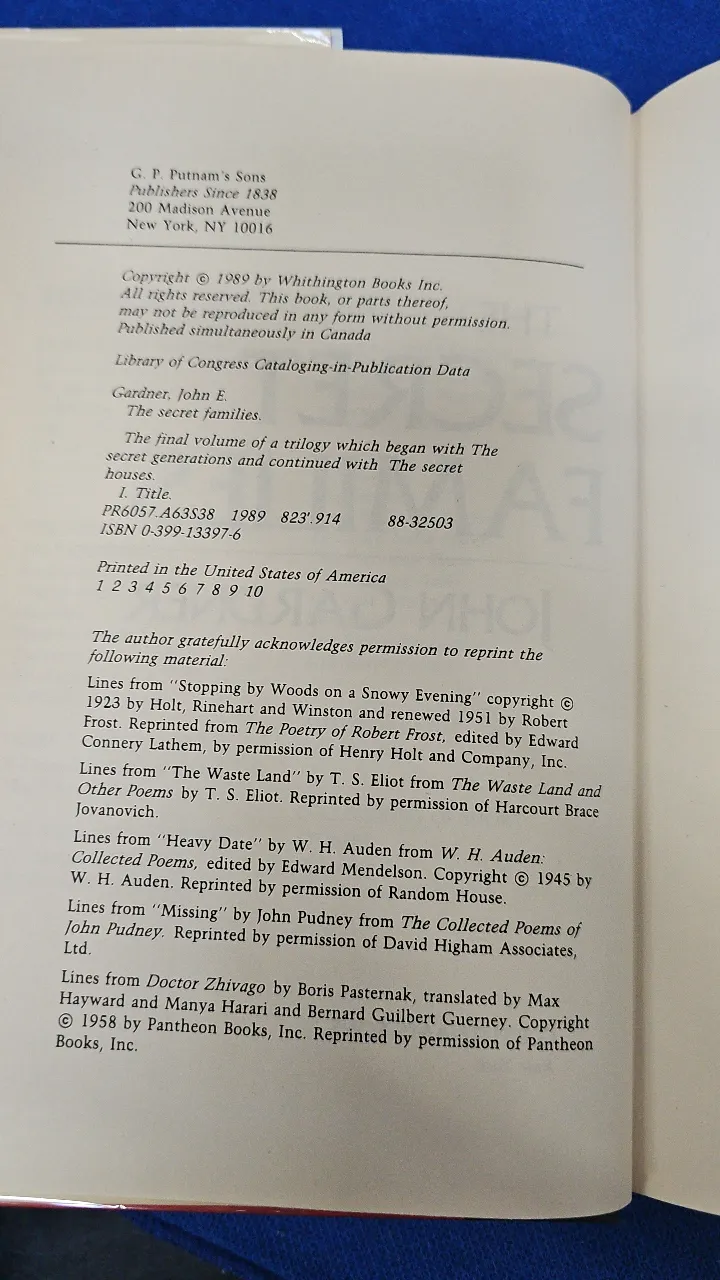 G. P. Putnam's Sons
Publishers Since 1838
200 Madison Avenue
New York, NY 10016
Copyright © 1989 by Whithington Books Inc.
All rights reserved. This book, or parts thereof,
may not be reproduced in any form without permission.
Published simultaneously in Canada
Library of Congress Cataloging-in-Publication Data
Gardner, John E.
The secret families.
The final volume of a trilogy which began with The
secret generations and continued with The secret
houses.
I. Title.
PR6057.A63S38 1989 823'.914 88-32503
ISBN 0-399-13397-6
Printed in the United States of America
1 2 3 4 5 6 7 8 9 10
The author gratefully acknowledges permission to reprint the
following material:
Lines from "Stopping by Woods on a Snowy Evening" copyright ©
1923 by Holt, Rinehart and Winston and renewed 1951 by Robert
Frost. Reprinted from The Poetry of Robert Frost, edited by Edward
Connery Lathem, by permission of Henry Holt and Company, Inc.
Lines from "The Waste Land" by T. S. Eliot from The Waste Land and
Other Poems by T. S. Eliot. Reprinted by permission of Harcourt Brace
Jovanovich.
Lines from "Heavy Date" by W. H. Auden from W. H. Auden:
Collected Poems, edited by Edward Mendelson. Copyright © 1945 by
W. H. Auden. Reprinted by permission of Random House.
Lines from "Missing" by John Pudney from The Collected Poems of
John Pudney. Reprinted by permission of David Higham Associates,
Ltd.
Lines from Doctor Zhivago by Boris Pasternak, translated by Max
Hayward and Manya Harari and Bernard Guilbert Guerney. Copyright
© 1958 by Pantheon Books, Inc. Reprinted by permission of Pantheon
Books, Inc.